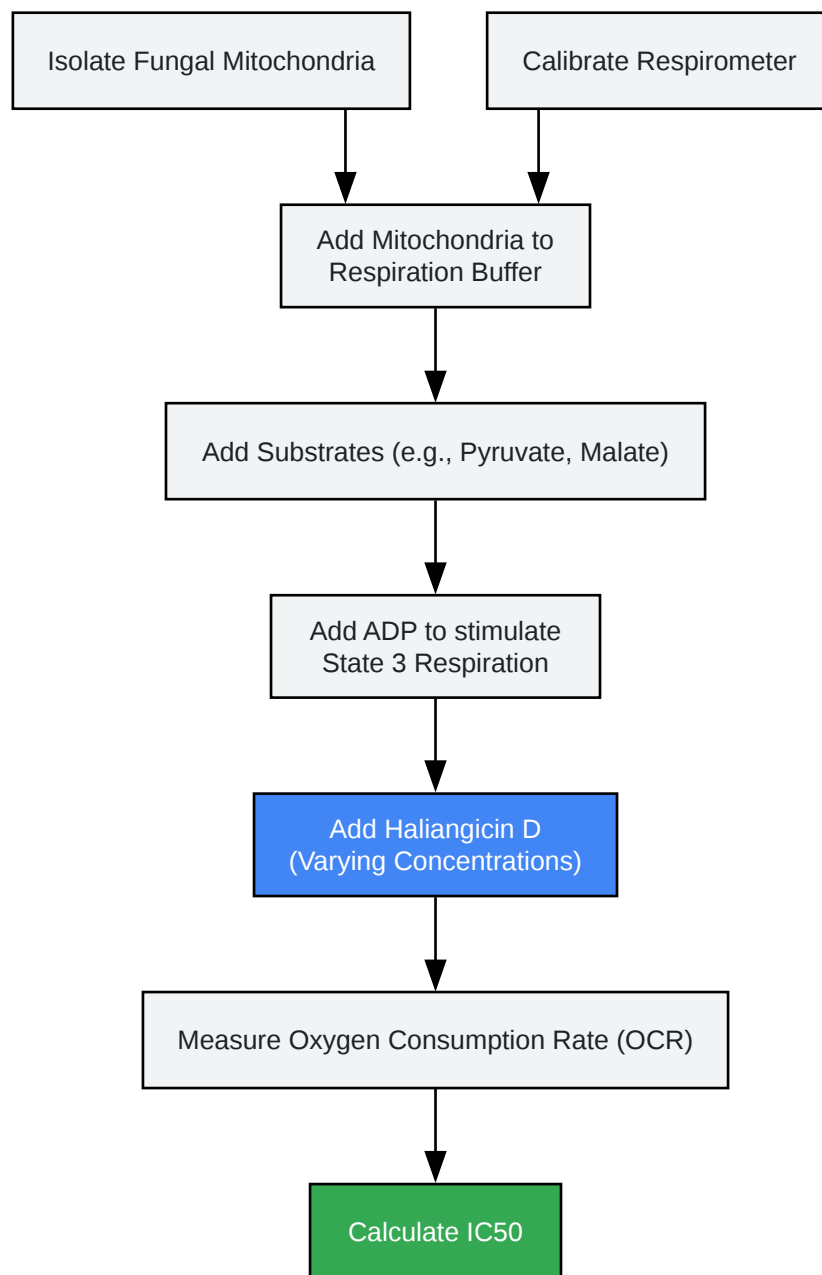 Isolate Fungal Mitochondria
Calibrate Respirometer
Add Mitochondria to
Respiration Buffer
Add Substrates (e.g., Pyruvate, Malate)
Add ADP to stimulate
State 3 Respiration
Add Haliangicin D
(Varying Concentrations)
Measure Oxygen Consumption Rate (OCR)
Calculate IC50